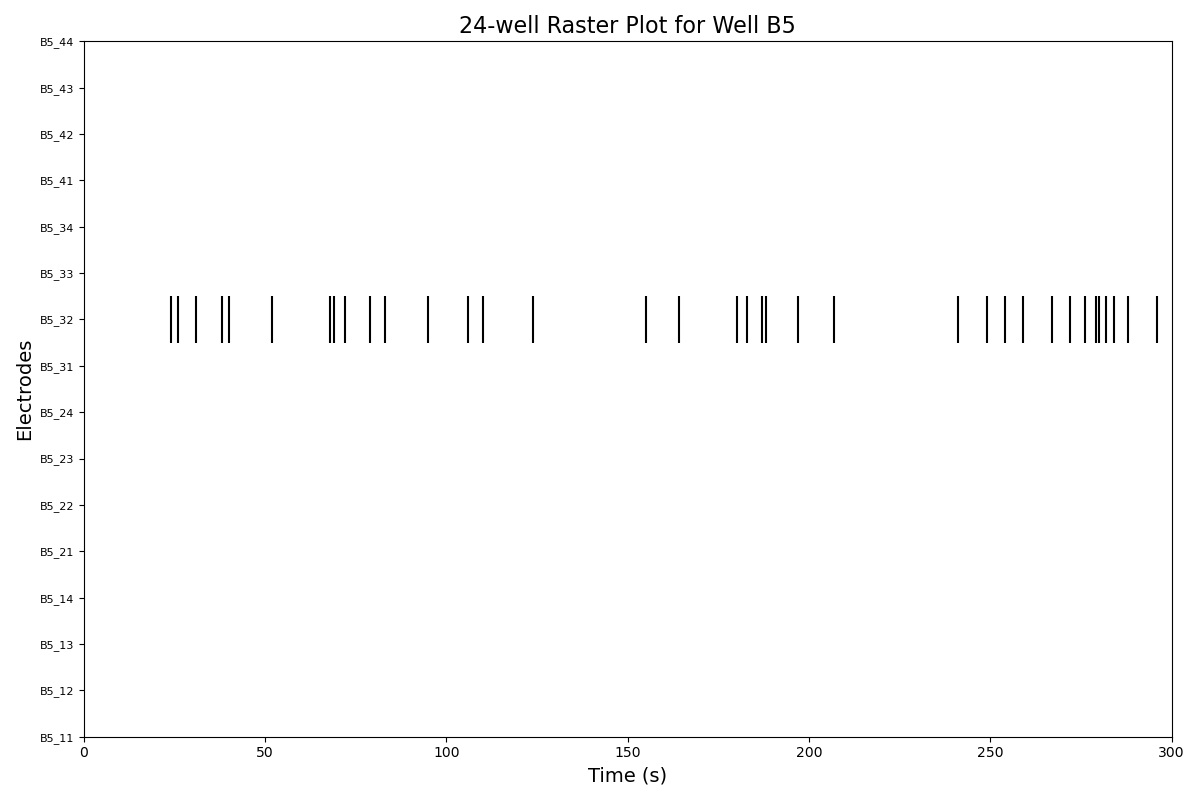 24-well Raster Plot for Well B5
B5_44
B5_43
B5_42
B5_41
B5_34
B5_33
B5_32
B5_31
B5_24
B5_23
B5_22
B5_21
B5_14
B5_13
B5_12
B5_11
Electrodes
0 50 100 150 200 250 300
Time (s)